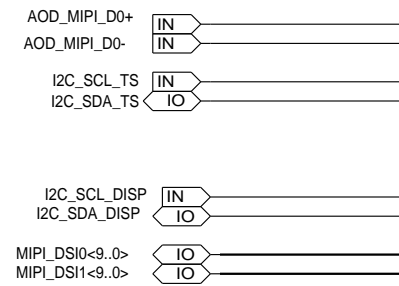 AOD_MIPI_D0+ IN
AOD_MIPI_D0- IN
I2C_SCL_TS IN
I2C_SDA_TS IO
I2C_SCL_DISP IN
I2C_SDA_DISP IO
MIPI_DSI0<9..0> IO
MIPI_DSI1<9..0> IO